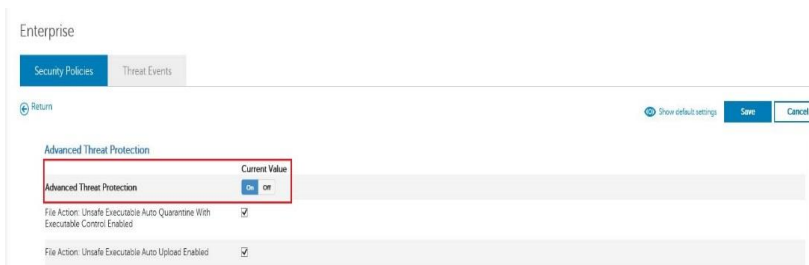 Enterprise
Security Policies
Threat Events
Return
Show default settings
Save
Cancel
Advanced Threat Protection
Current Value
Advanced Threat Protection
On Off
File Action: Unsafe Executable Auto Quarantine With
Executable Control Enabled
File Action: Unsafe Executable Auto Upload Enabled